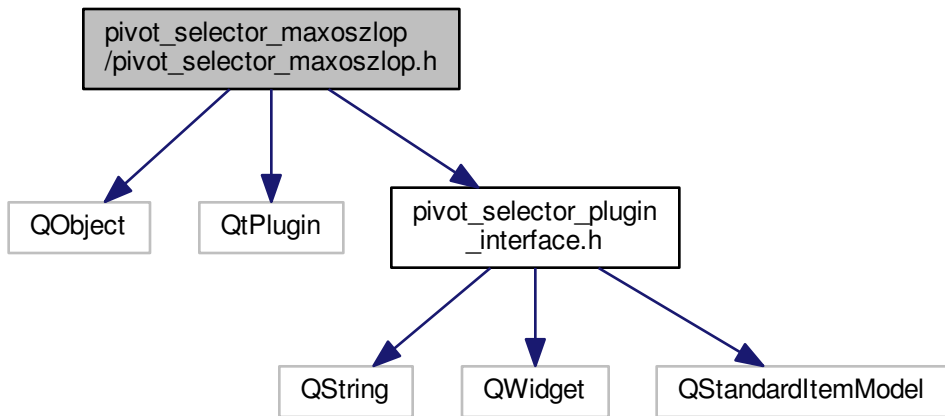 pivot_selector_maxoszlop
/pivot_selector_maxoszlop.h
QObject
QtPlugin
pivot_selector_plugin
_interface.h
QString
QWidget
QStandardItemModel